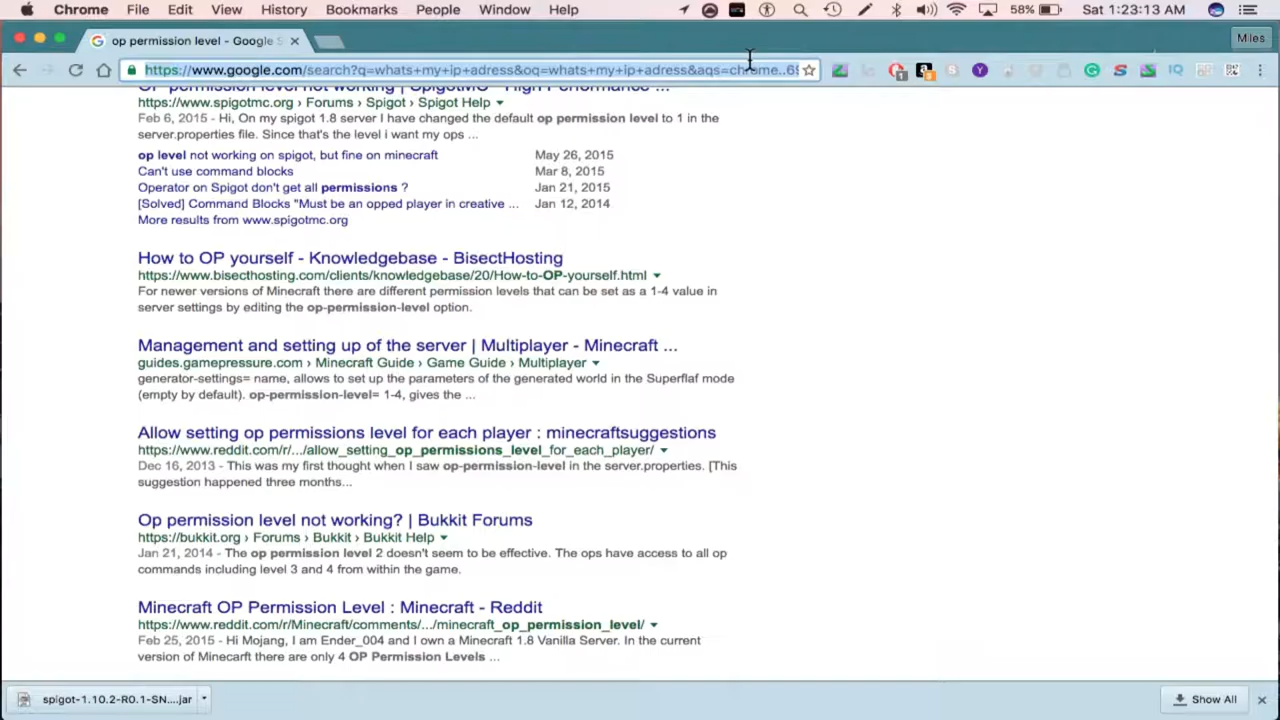 Chrome File Edit View History Bookmarks People Window Help 58% Sat 1:23:13 AM
op permission level - Google S Miles
https://www.google.com/search?q=whats+my+ip+adress&oq=whats+my+ip+adress&aqs=chrome..69
OP permission level not working | SpigotMC - High Performance ...
https://www.spigotmc.org › Forums › Spigot › Spigot Help
Feb 6, 2015 - Hi, On my spigot 1.8 server I have changed the default op permission level to 1 in the
server.properties file. Since that's the level i want my ops ...
op level not working on spigot, but fine on minecraft May 26, 2015
Can't use command blocks Mar 8, 2015
Operator on Spigot don't get all permissions ? Jan 21, 2015
[Solved] Command Blocks "Must be an opped player in creative ... Jan 12, 2014
More results from www.spigotmc.org
How to OP yourself - Knowledgebase - BisectHosting
https://www.bisecthosting.com/clients/knowledgebase/20/How-to-OP-yourself.html
For newer versions of Minecraft there are different permission levels that can be set as a 1-4 value in
server settings by editing the op-permission-level option.
Management and setting up of the server | Multiplayer - Minecraft ...
guides.gamepressure.com › Minecraft Guide › Game Guide › Multiplayer
generator-settings= name, allows to set up the parameters of the generated world in the Superflaf mode
(empty by default). op-permission-level= 1-4, gives the ...
Allow setting op permissions level for each player : minecraftsuggestions
https://www.reddit.com/r/.../allow_setting_op_permissions_level_for_each_player/
Dec 16, 2013 - This was my first thought when I saw op-permission-level in the server.properties. [This
suggestion happened three months...
Op permission level not working? | Bukkit Forums
https://bukkit.org › Forums › Bukkit › Bukkit Help
Jan 21, 2014 - The op permission level 2 doesn't seem to be effective. The ops have access to all op
commands including level 3 and 4 from within the game.
Minecraft OP Permission Level : Minecraft - Reddit
https://www.reddit.com/r/Minecraft/comments/.../minecraft_op_permission_level/
Feb 25, 2015 - Hi Mojang, I am Ender_004 and I own a Minecraft 1.8 Vanilla Server. In the current
version of Minecarft there are only 4 OP Permission Levels ...
spigot-1.10.2-R0.1-SN....jar Show All